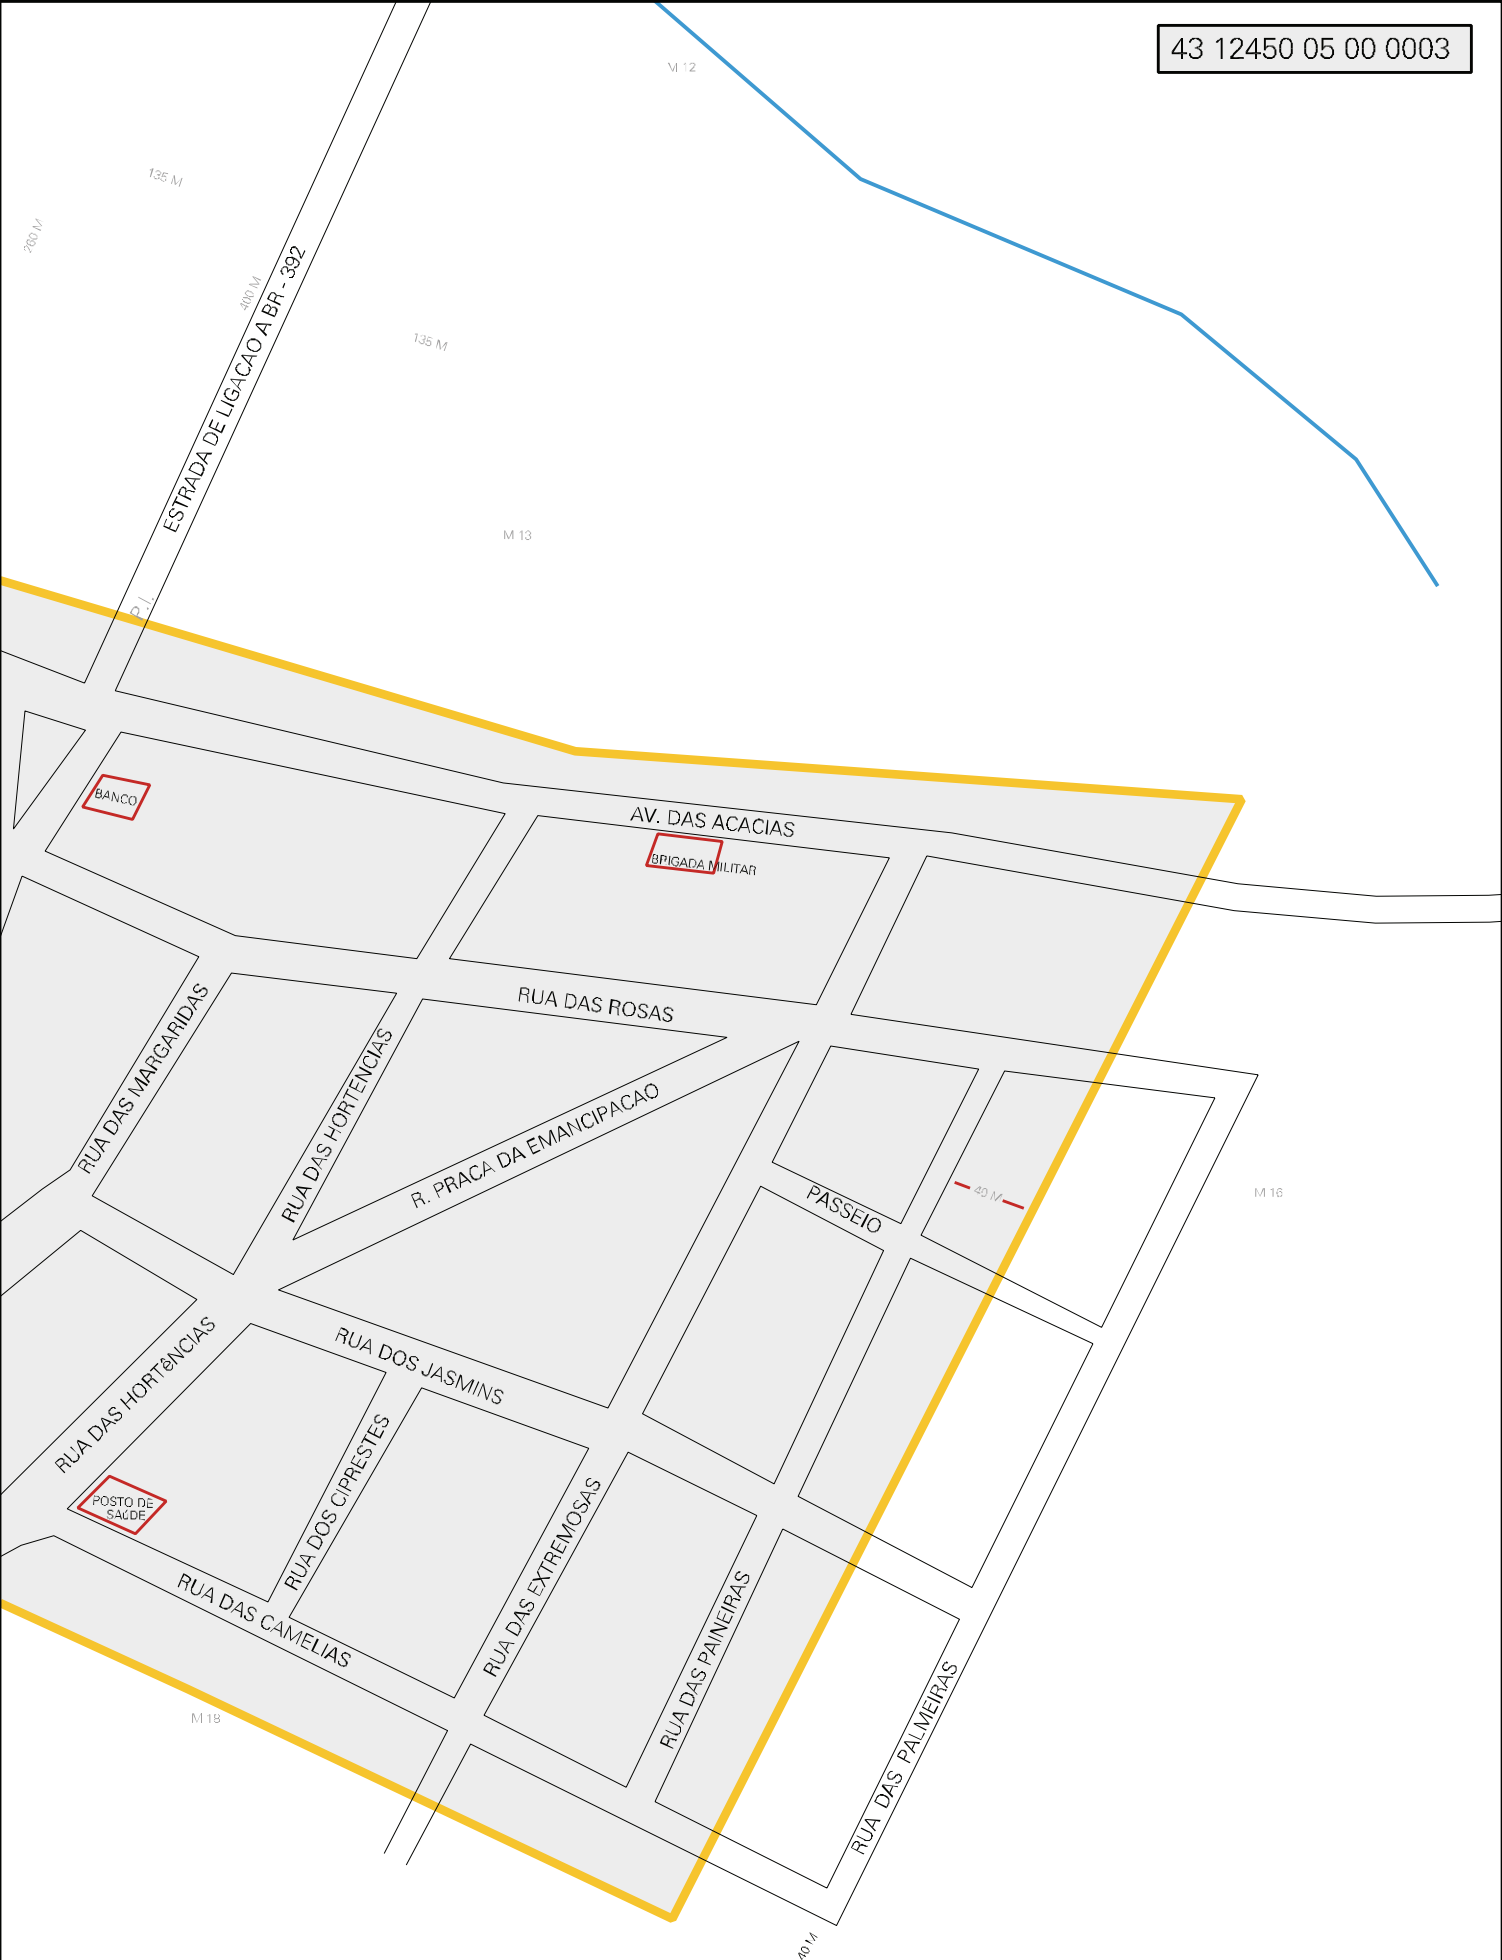 43 12450 05 00 0003
VI 12
135 M
260 M
400 M
ESTRADA DE LIGACAO A BR - 392
135 M
M 13
P.I.
BANCO
AV. DAS ACACIAS
BRIGADA MILITAR
RUA DAS ROSAS
RUA DAS MARGARIDAS
RUA DAS HORTENCIAS
R. PRACA DA EMANCIPACAO
PASSEIO
40 M
M 16
RUA DAS HORTêNCIAS
RUA DOS JASMINS
RUA DOS CIPRESTES
POSTO DE
SAúDE
RUA DAS EXTREMOSAS
RUA DAS CAMELIAS
RUA DAS PAINEIRAS
RUA DAS PALMEIRAS
M 18
40 M